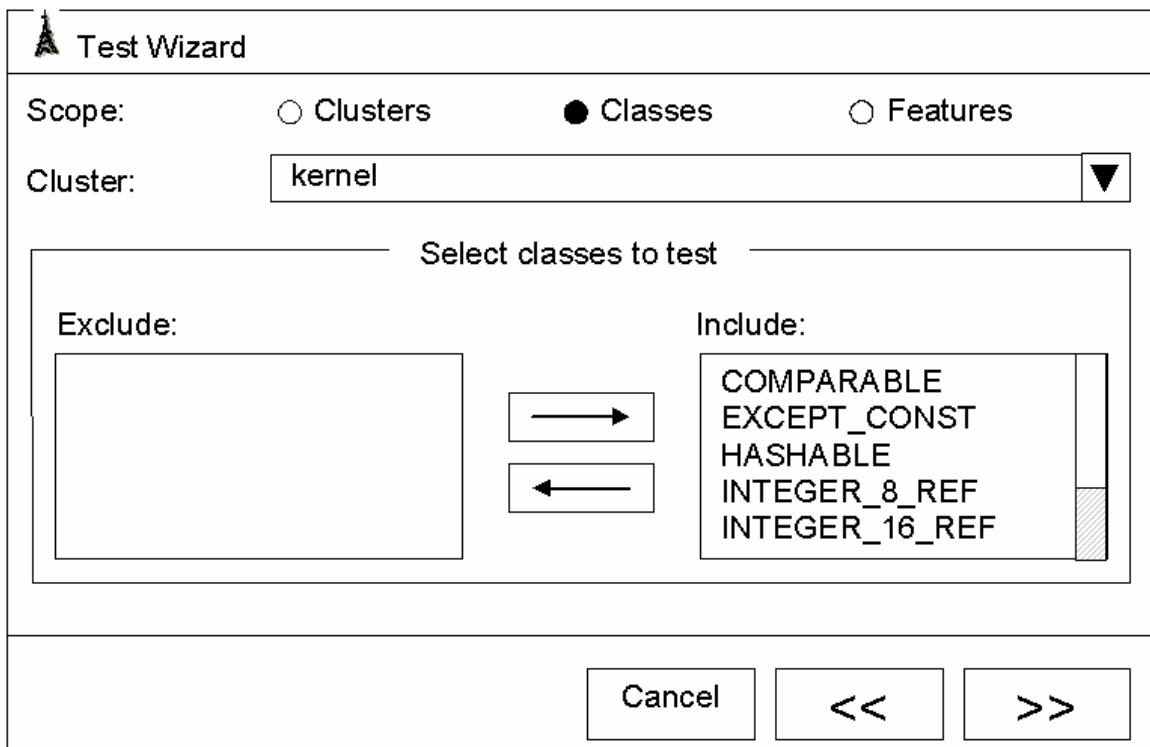 Test Wizard
Scope: Clusters Classes Features
Cluster: kernel
Select classes to test
Exclude: Include:
COMPARABLE
EXCEPT_CONST
HASHABLE
INTEGER_8_REF
INTEGER_16_REF
Cancel << >>